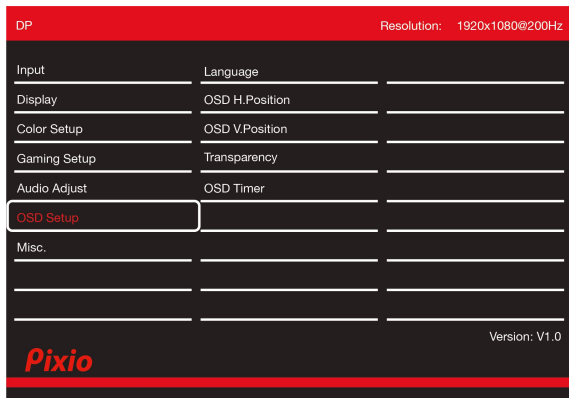 DP Resolution: 1920x1080@200Hz
Input Language
Display OSD H.Position
Color Setup OSD V.Position
Gaming Setup Transparency
Audio Adjust OSD Timer
OSD Setup
Misc.
Version: V1.0
Pixio